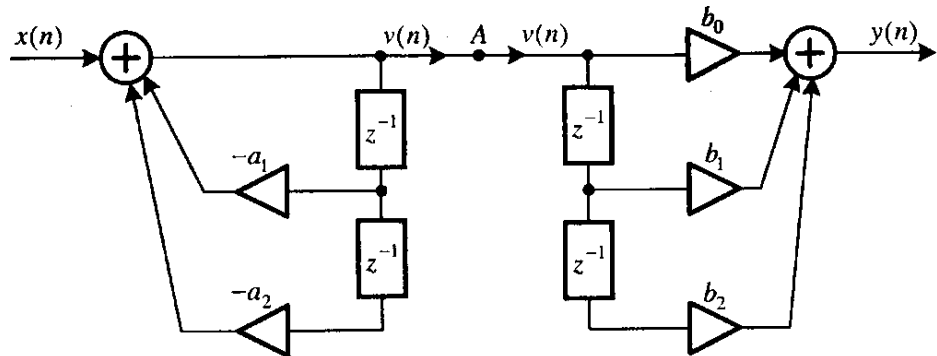 x(n)
v(n)
A
v(n)
b₀
y(n)
z⁻¹
z⁻¹
−a₁
b₁
z⁻¹
z⁻¹
−a₂
b₂